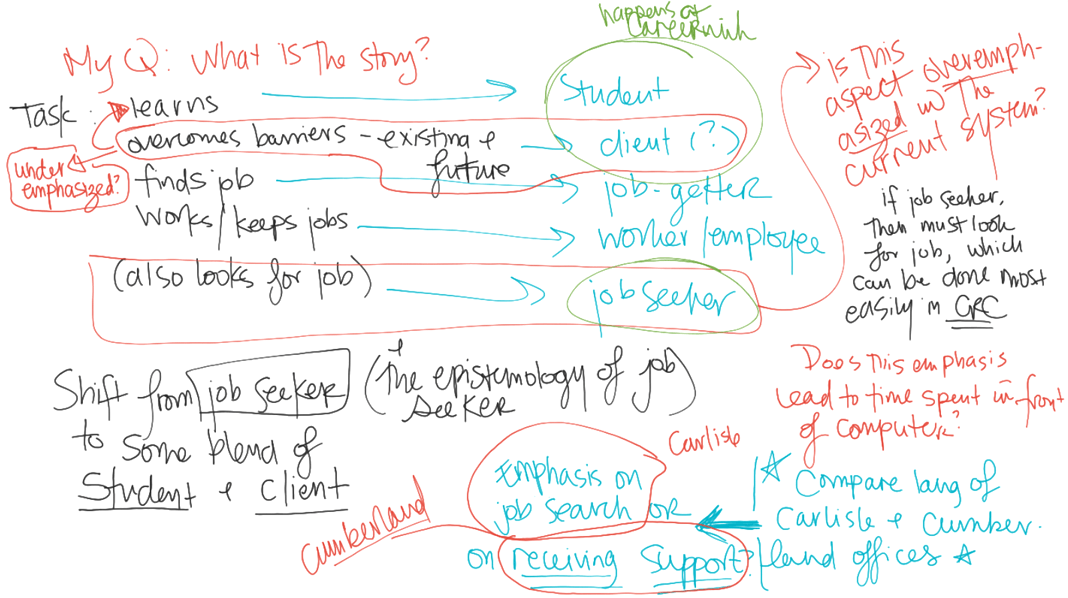 happens at
My Q: What is The story?
Task: learns
Student
overcomes barriers - existing +
future
client (?)
under
emphasized?
finds job
job-getter
works/keeps jobs
worker/employee
(also looks for job)
job seeker
is This
aspect overemph-
asized in The
current system?
if job seeker,
Then must look
for job, which
can be done most
easily in CRC
Shift from job seeker
to some blend of
Student + Client
(The epistemology of job
seeker)
Does This emphasis
lead to time spent in front
of computer?
Carlisle
Cumberland
Emphasis on
job search or
on receiving support?
Compare lang of
Carlisle + Cumber-
land offices